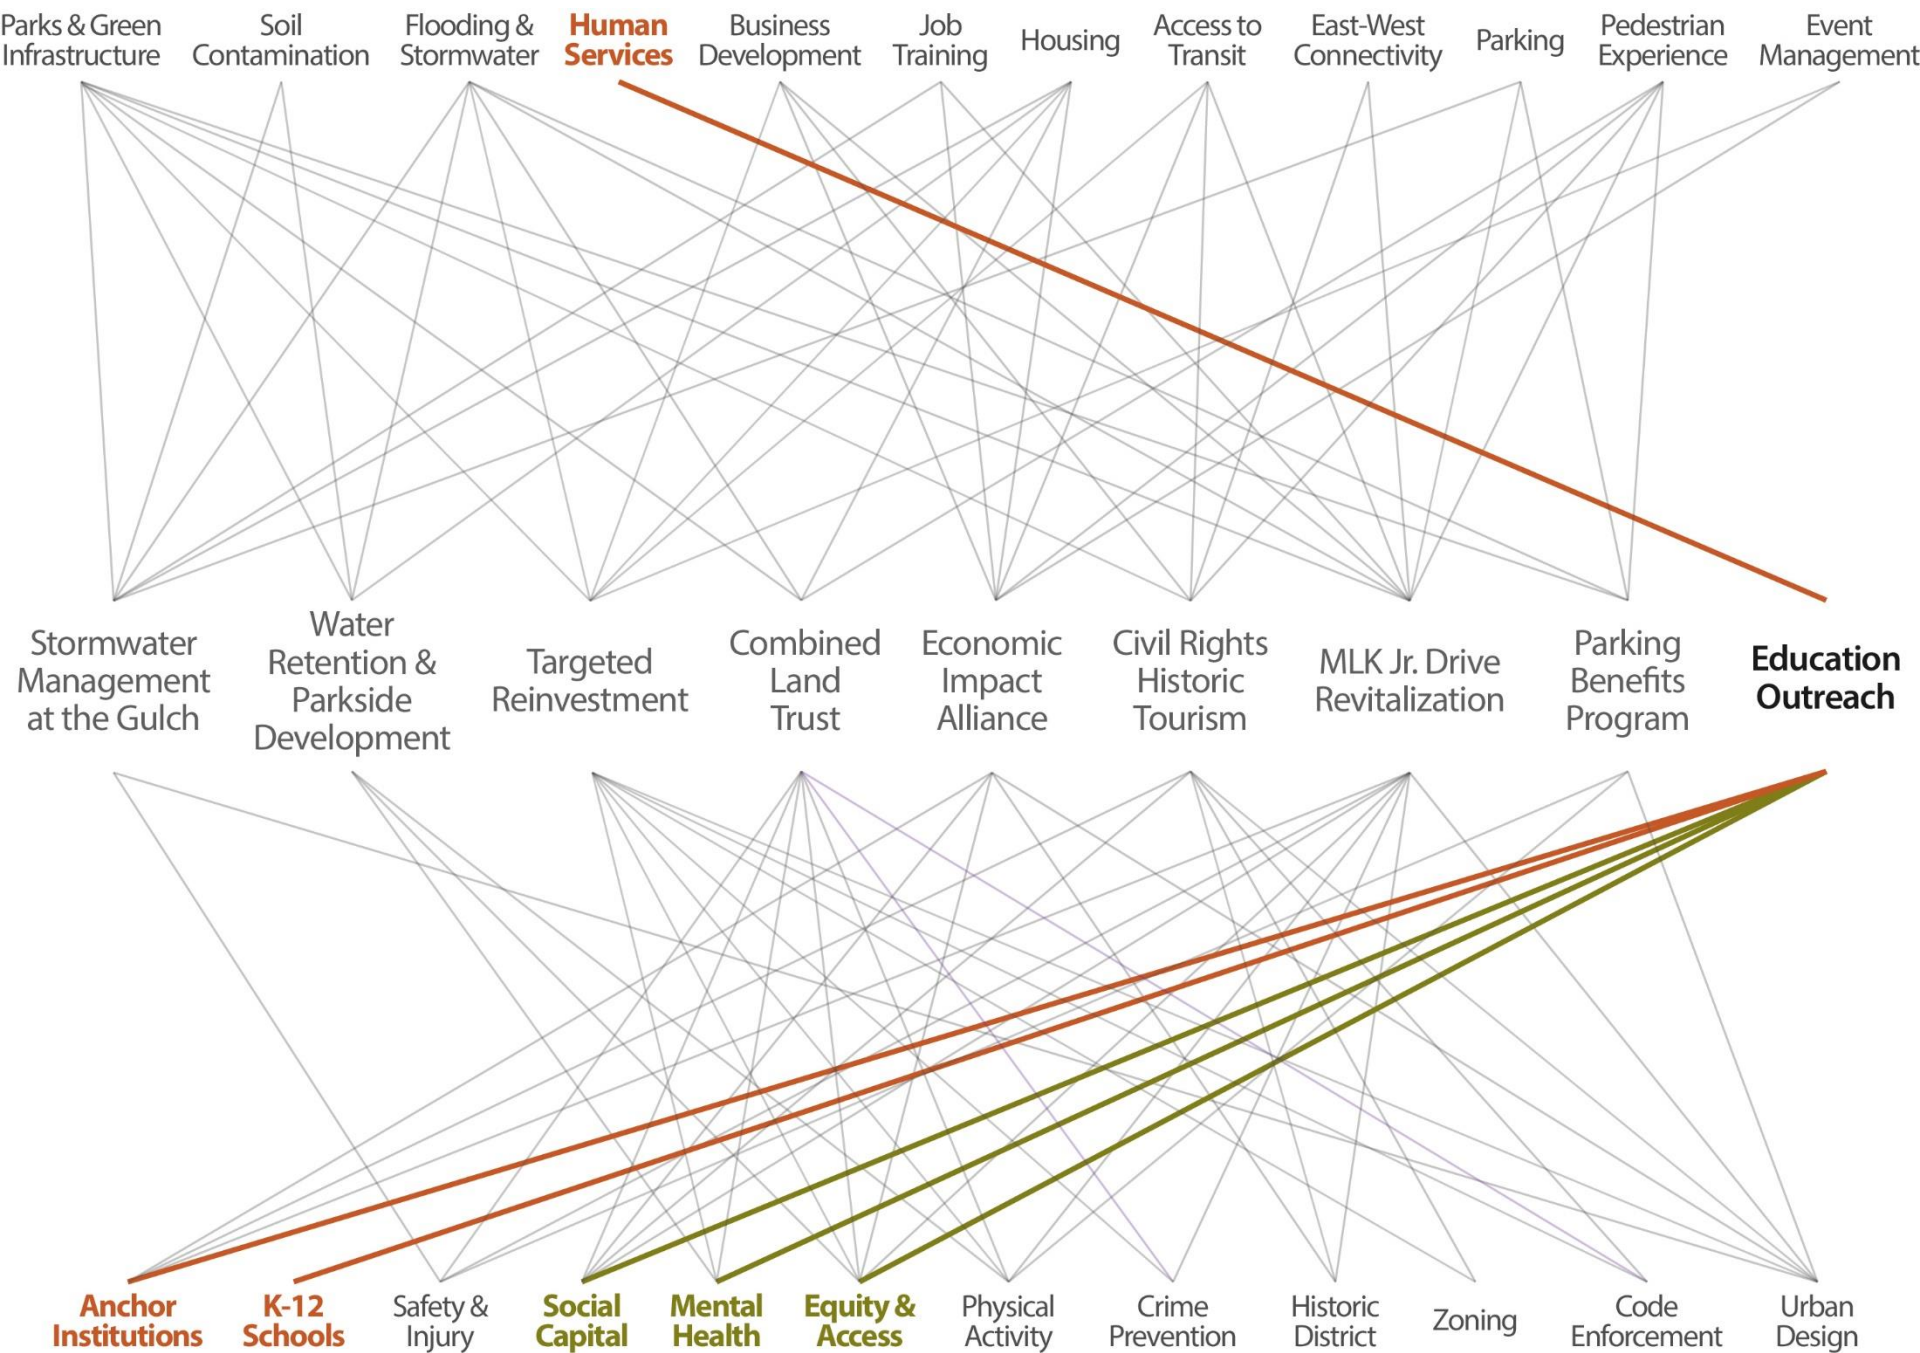 Parks & Green
Infrastructure
Soil
Contamination
Flooding &
Stormwater
Human
Services
Business
Development
Job
Training
Housing
Access to
Transit
East-West
Connectivity
Parking
Pedestrian
Experience
Event
Management
Stormwater
Management
at the Gulch
Water
Retention &
Parkside
Development
Targeted
Reinvestment
Combined
Land
Trust
Economic
Impact
Alliance
Civil Rights
Historic
Tourism
MLK Jr. Drive
Revitalization
Parking
Benefits
Program
Education
Outreach
Anchor
Institutions
K-12
Schools
Safety &
Injury
Social
Capital
Mental
Health
Equity &
Access
Physical
Activity
Crime
Prevention
Historic
District
Zoning
Code
Enforcement
Urban
Design